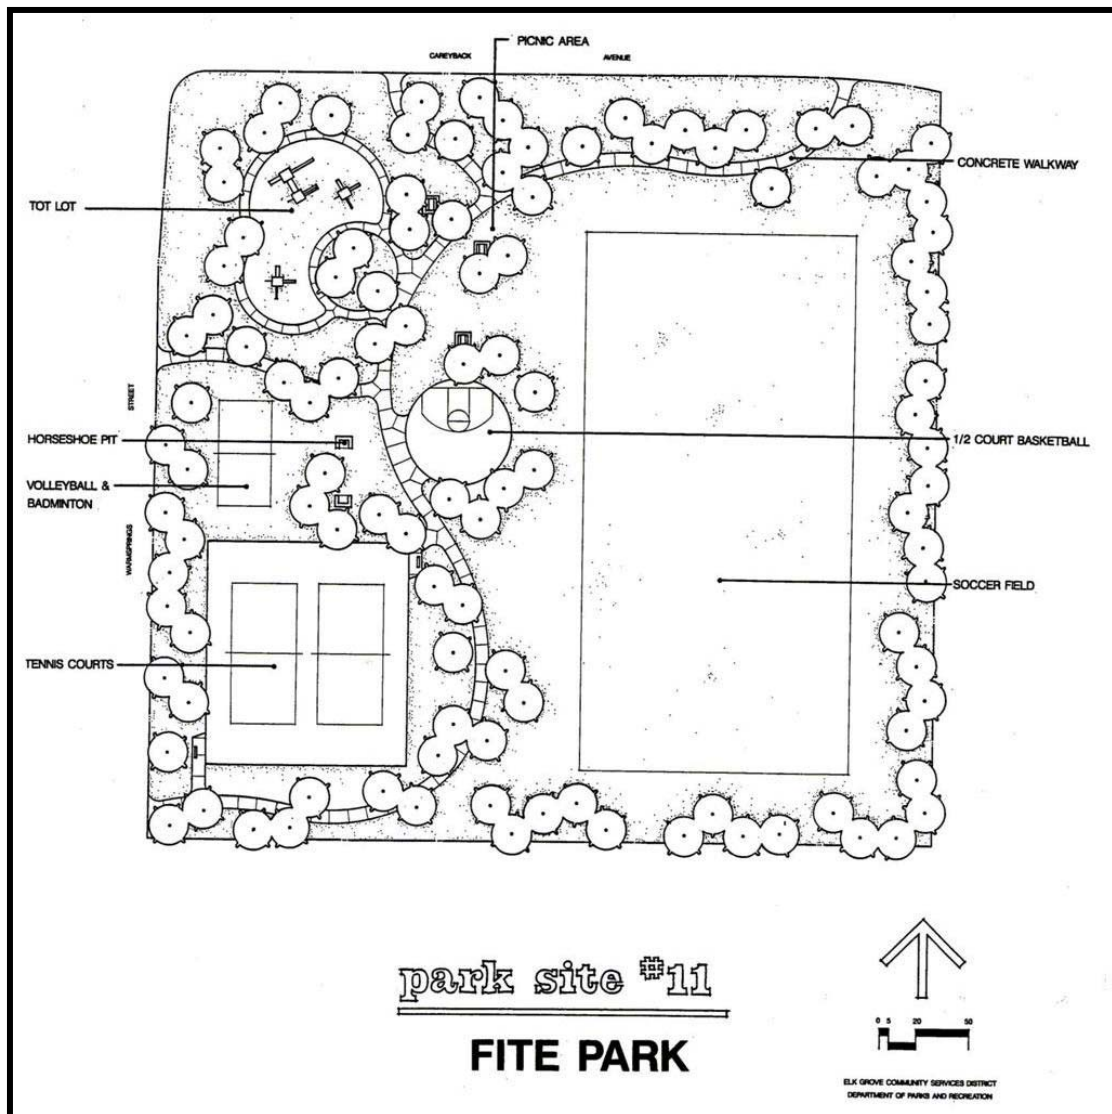 PICNIC AREA
CAREYBACK AVENUE
CONCRETE WALKWAY
TOT LOT
STREET
HORSESHOE PIT
1/2 COURT BASKETBALL
VOLLEYBALL &
BADMINTON
WARMSPRINGS
SOCCER FIELD
TENNIS COURTS
park site #11
FITE PARK
0 5 20 50
ELK GROVE COMMUNITY SERVICES DISTRICT
DEPARTMENT OF PARKS AND RECREATION